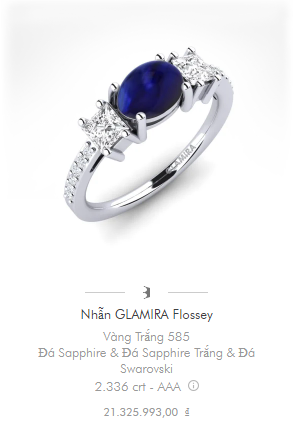 GLAMIRA
Nhẫn GLAMIRA Flossey
Vàng Trắng 585
Đá Sapphire & Đá Sapphire Trắng & Đá
Swarovski
2.336 crt - AAA ⓘ
21.325.993,00 ₫